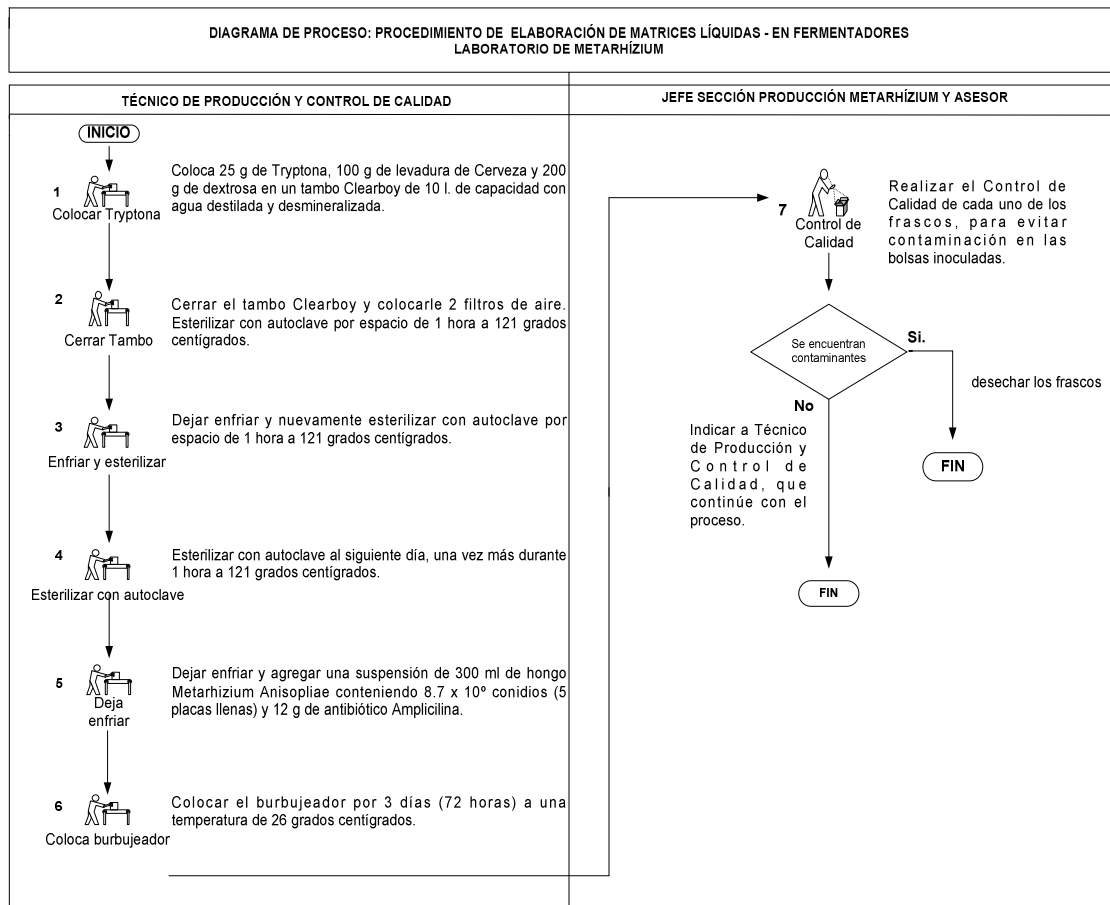 DIAGRAMA DE PROCESO: PROCEDIMIENTO DE ELABORACIÓN DE MATRICES LÍQUIDAS - EN FERMENTADORES
LABORATORIO DE METARHÍZIUM
TÉCNICO DE PRODUCCIÓN Y CONTROL DE CALIDAD
INICIO
1
Colocar Tryptona
Coloca 25 g de Tryptona, 100 g de levadura de Cerveza y 200
g de dextrosa en un tambo Clearboy de 10 l. de capacidad con
agua destilada y desmineralizada.
2
Cerrar Tambo
Cerrar el tambo Clearboy y colocarle 2 filtros de aire.
Esterilizar con autoclave por espacio de 1 hora a 121 grados
centígrados.
3
Enfriar y esterilizar
Dejar enfriar y nuevamente esterilizar con autoclave por
espacio de 1 hora a 121 grados centígrados.
4
Esterilizar con autoclave
Esterilizar con autoclave al siguiente día, una vez más durante
1 hora a 121 grados centígrados.
5
Deja
enfriar
Dejar enfriar y agregar una suspensión de 300 ml de hongo
Metarhizium Anisopliae conteniendo 8.7 x 10º conidios (5
placas llenas) y 12 g de antibiótico Amplicilina.
6
Coloca burbujeador
Colocar el burbujeador por 3 días (72 horas) a una
temperatura de 26 grados centígrados.
JEFE SECCIÓN PRODUCCIÓN METARHÍZIUM Y ASESOR
7
Control de
Calidad
Realizar el Control de
Calidad de cada uno de los
frascos, para evitar
contaminación en las
bolsas inoculadas.
Se encuentran
contaminantes
Si.
desechar los frascos
FIN
No
Indicar a Técnico
de Producción y
Control de
Calidad, que
continúe con el
proceso.
FIN